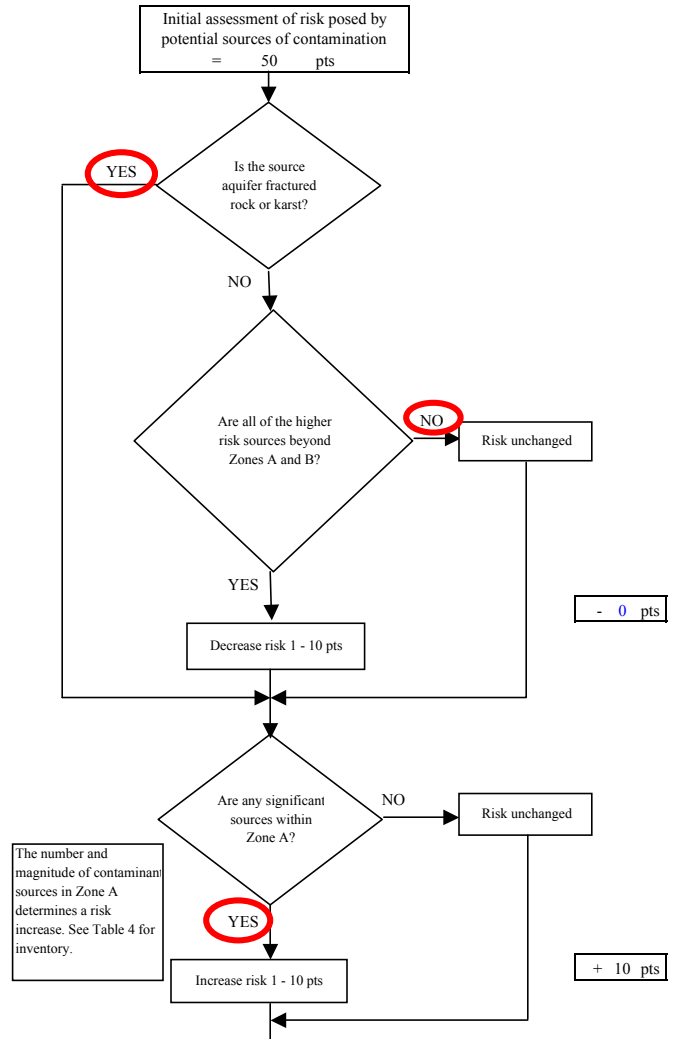 Initial assessment of risk posed by
potential sources of contamination
= 50 pts
YES
Is the source
aquifer fractured
rock or karst?
NO
Are all of the higher
risk sources beyond
Zones A and B?
NO
Risk unchanged
YES
- 0 pts
Decrease risk 1 - 10 pts
Are any significant
sources within
Zone A?
NO
Risk unchanged
The number and
magnitude of contaminant
sources in Zone A
determines a risk
increase. See Table 4 for
inventory.
YES
+ 10 pts
Increase risk 1 - 10 pts